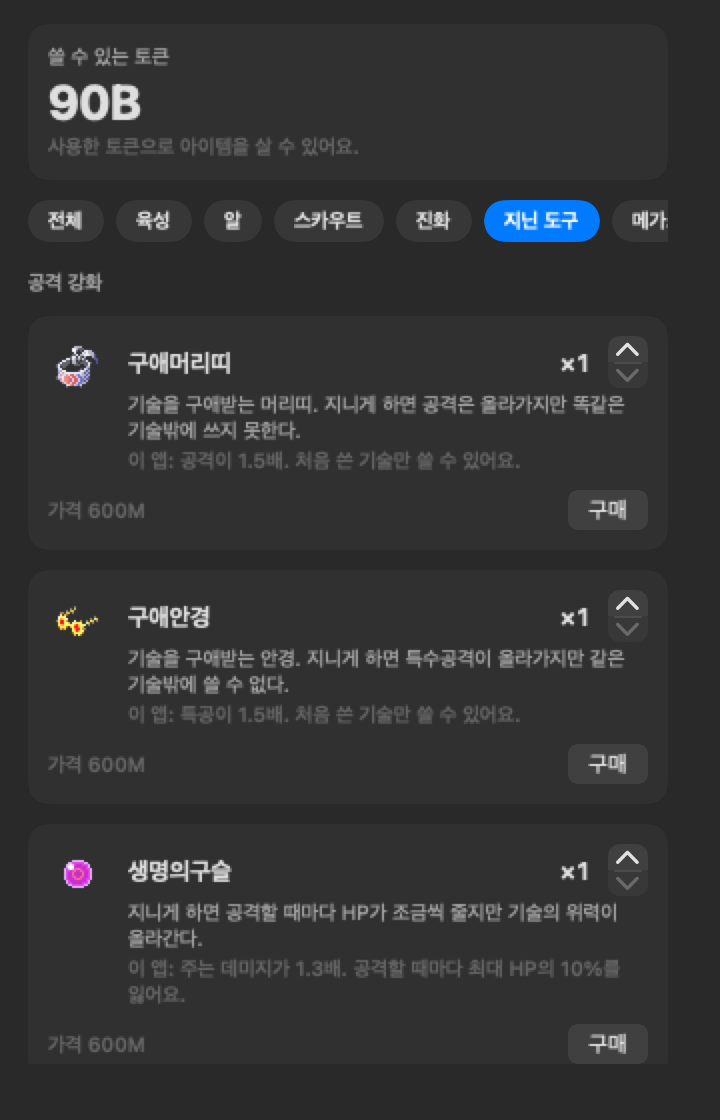 쓸 수 있는 토큰
90B
사용한 토큰으로 아이템을 살 수 있어요.
전체 육성 알 스카우트 진화 지닌 도구 메가
공격 강화
구애머리띠 ×1
기술을 구애받는 머리띠. 지니게 하면 공격은 올라가지만 똑같은
기술밖에 쓰지 못한다.
이 앱: 공격이 1.5배. 처음 쓴 기술만 쓸 수 있어요.
가격 600M 구매
구애안경 ×1
기술을 구애받는 안경. 지니게 하면 특수공격이 올라가지만 같은
기술밖에 쓸 수 없다.
이 앱: 특공이 1.5배. 처음 쓴 기술만 쓸 수 있어요.
가격 600M 구매
생명의구슬 ×1
지니게 하면 공격할 때마다 HP가 조금씩 줄지만 기술의 위력이
올라간다.
이 앱: 주는 데미지가 1.3배. 공격할 때마다 최대 HP의 10%를
잃어요.
가격 600M 구매